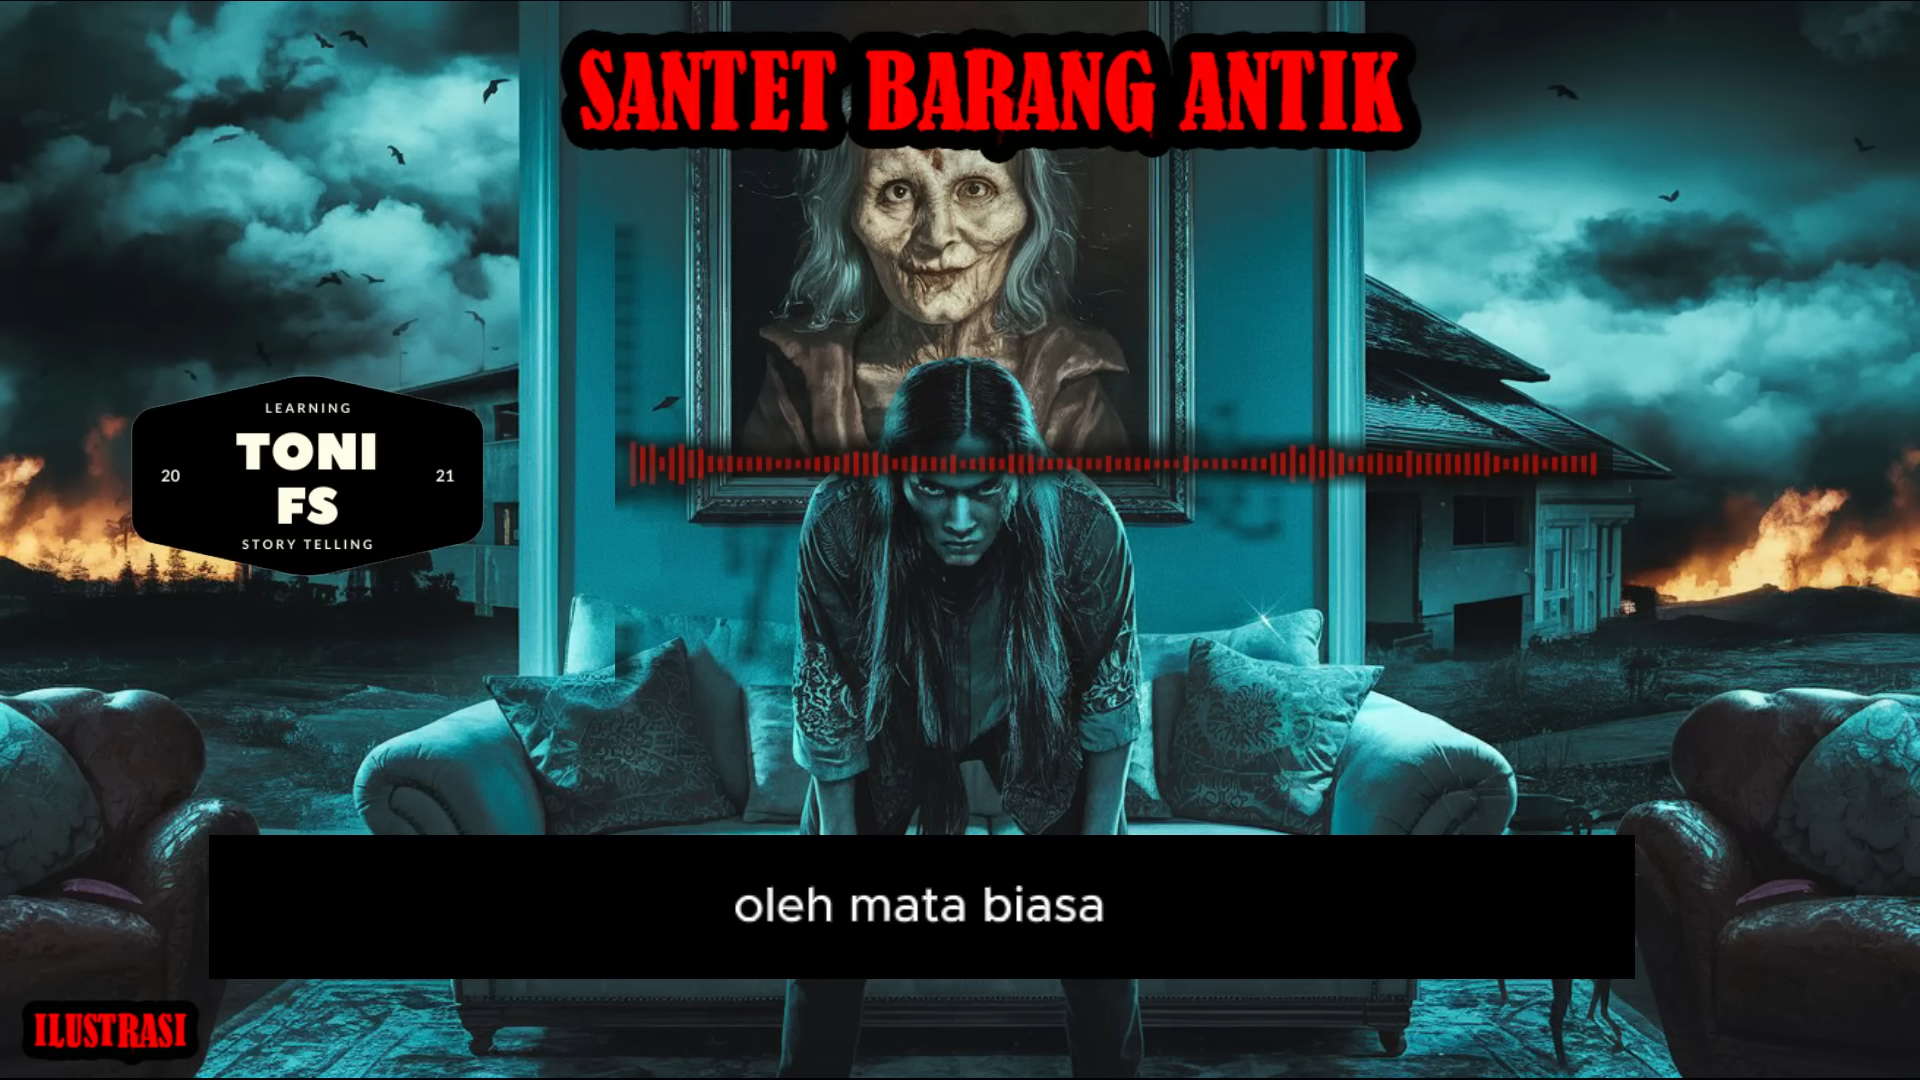 SANTET BARANG ANTIK
LEARNING
TONI
FS
20
21
STORY TELLING
oleh mata biasa
ILUSTRASI